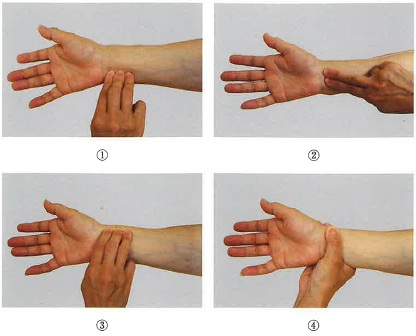 ①
②
③
④